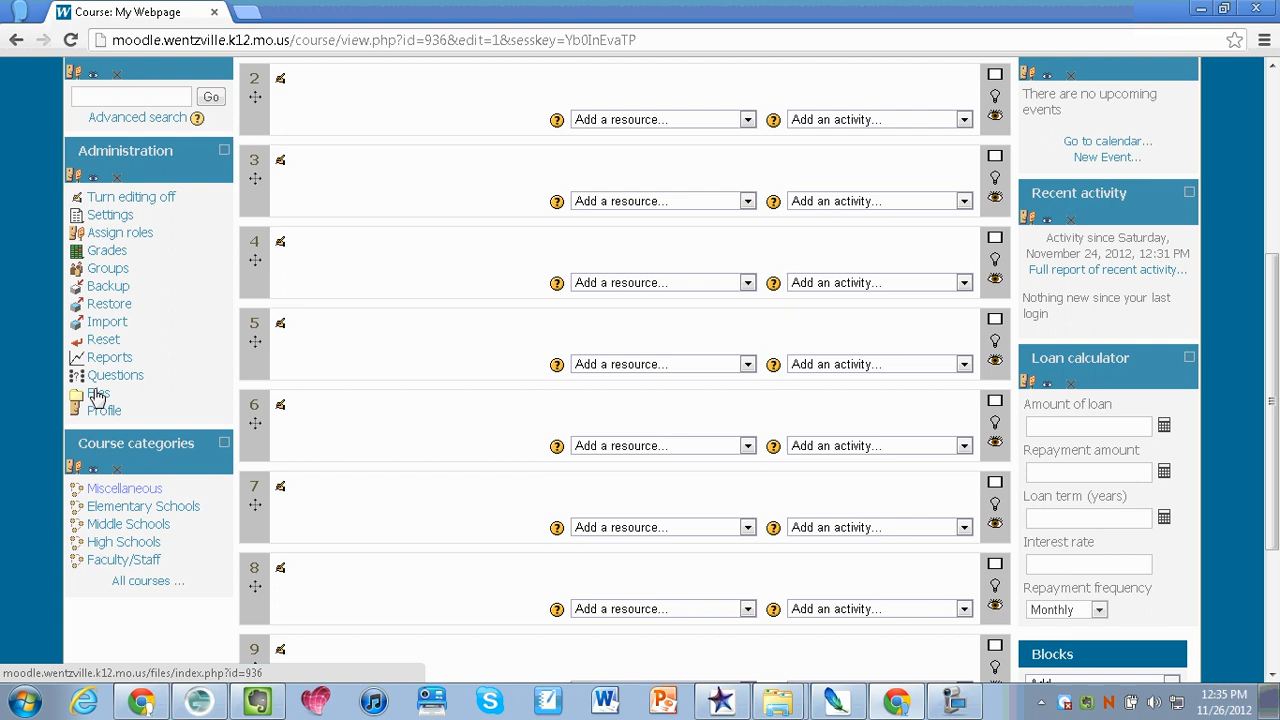 Course: My Webpage
moodle.wentzville.k12.mo.us/course/view.php?id=936&edit=1&sesskey=Yb0InEvaTP
Go
Advanced search
Administration
Turn editing off
Settings
Assign roles
Grades
Groups
Backup
Restore
Import
Reset
Reports
Questions
Files
Profile
Course categories
Miscellaneous
Elementary Schools
Middle Schools
High Schools
Faculty/Staff
All courses ...
2
Add a resource... Add an activity...
3
Add a resource... Add an activity...
4
Add a resource... Add an activity...
5
Add a resource... Add an activity...
6
Add a resource... Add an activity...
7
Add a resource... Add an activity...
8
Add a resource... Add an activity...
9
There are no upcoming
events
Go to calendar...
New Event...
Recent activity
Activity since Saturday,
November 24, 2012, 12:31 PM
Full report of recent activity...
Nothing new since your last
login
Loan calculator
Amount of loan
Repayment amount
Loan term (years)
Interest rate
Repayment frequency
Monthly
Blocks
moodle.wentzville.k12.mo.us/files/index.php?id=936
12:35 PM
11/26/2012